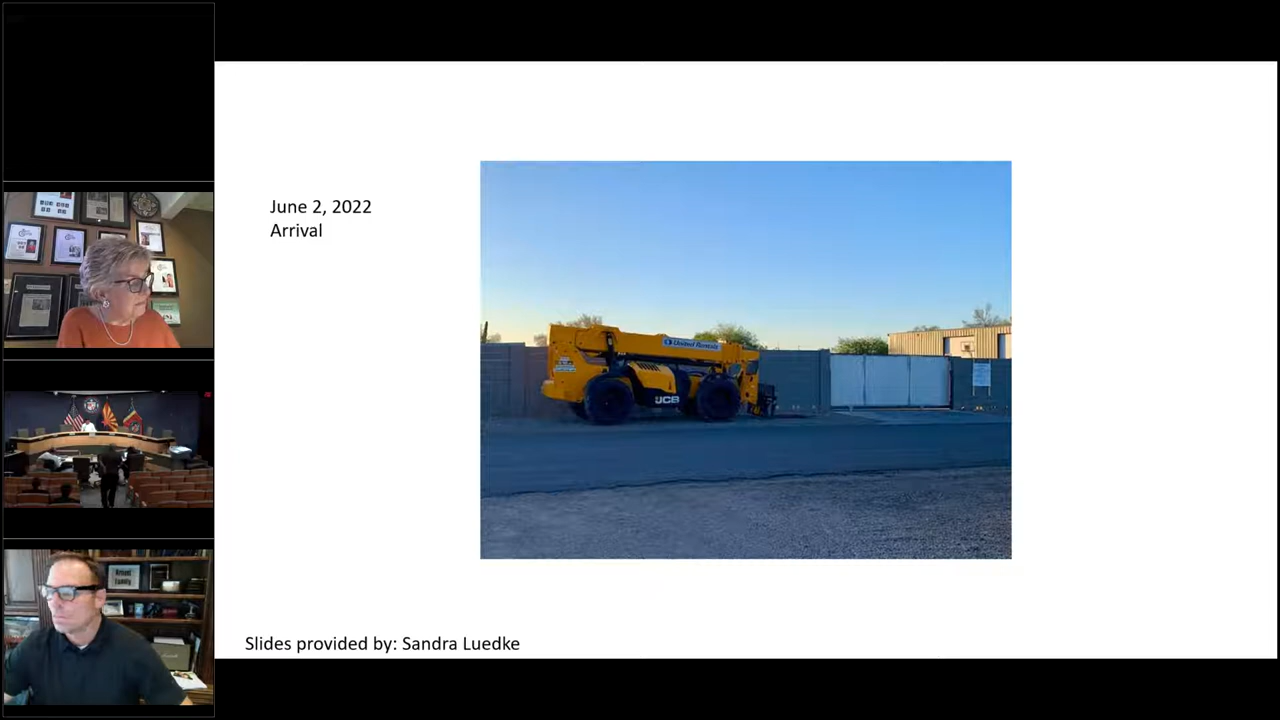 June 2, 2022
Arrival
United Rentals
JCB
Slides provided by: Sandra Luedke